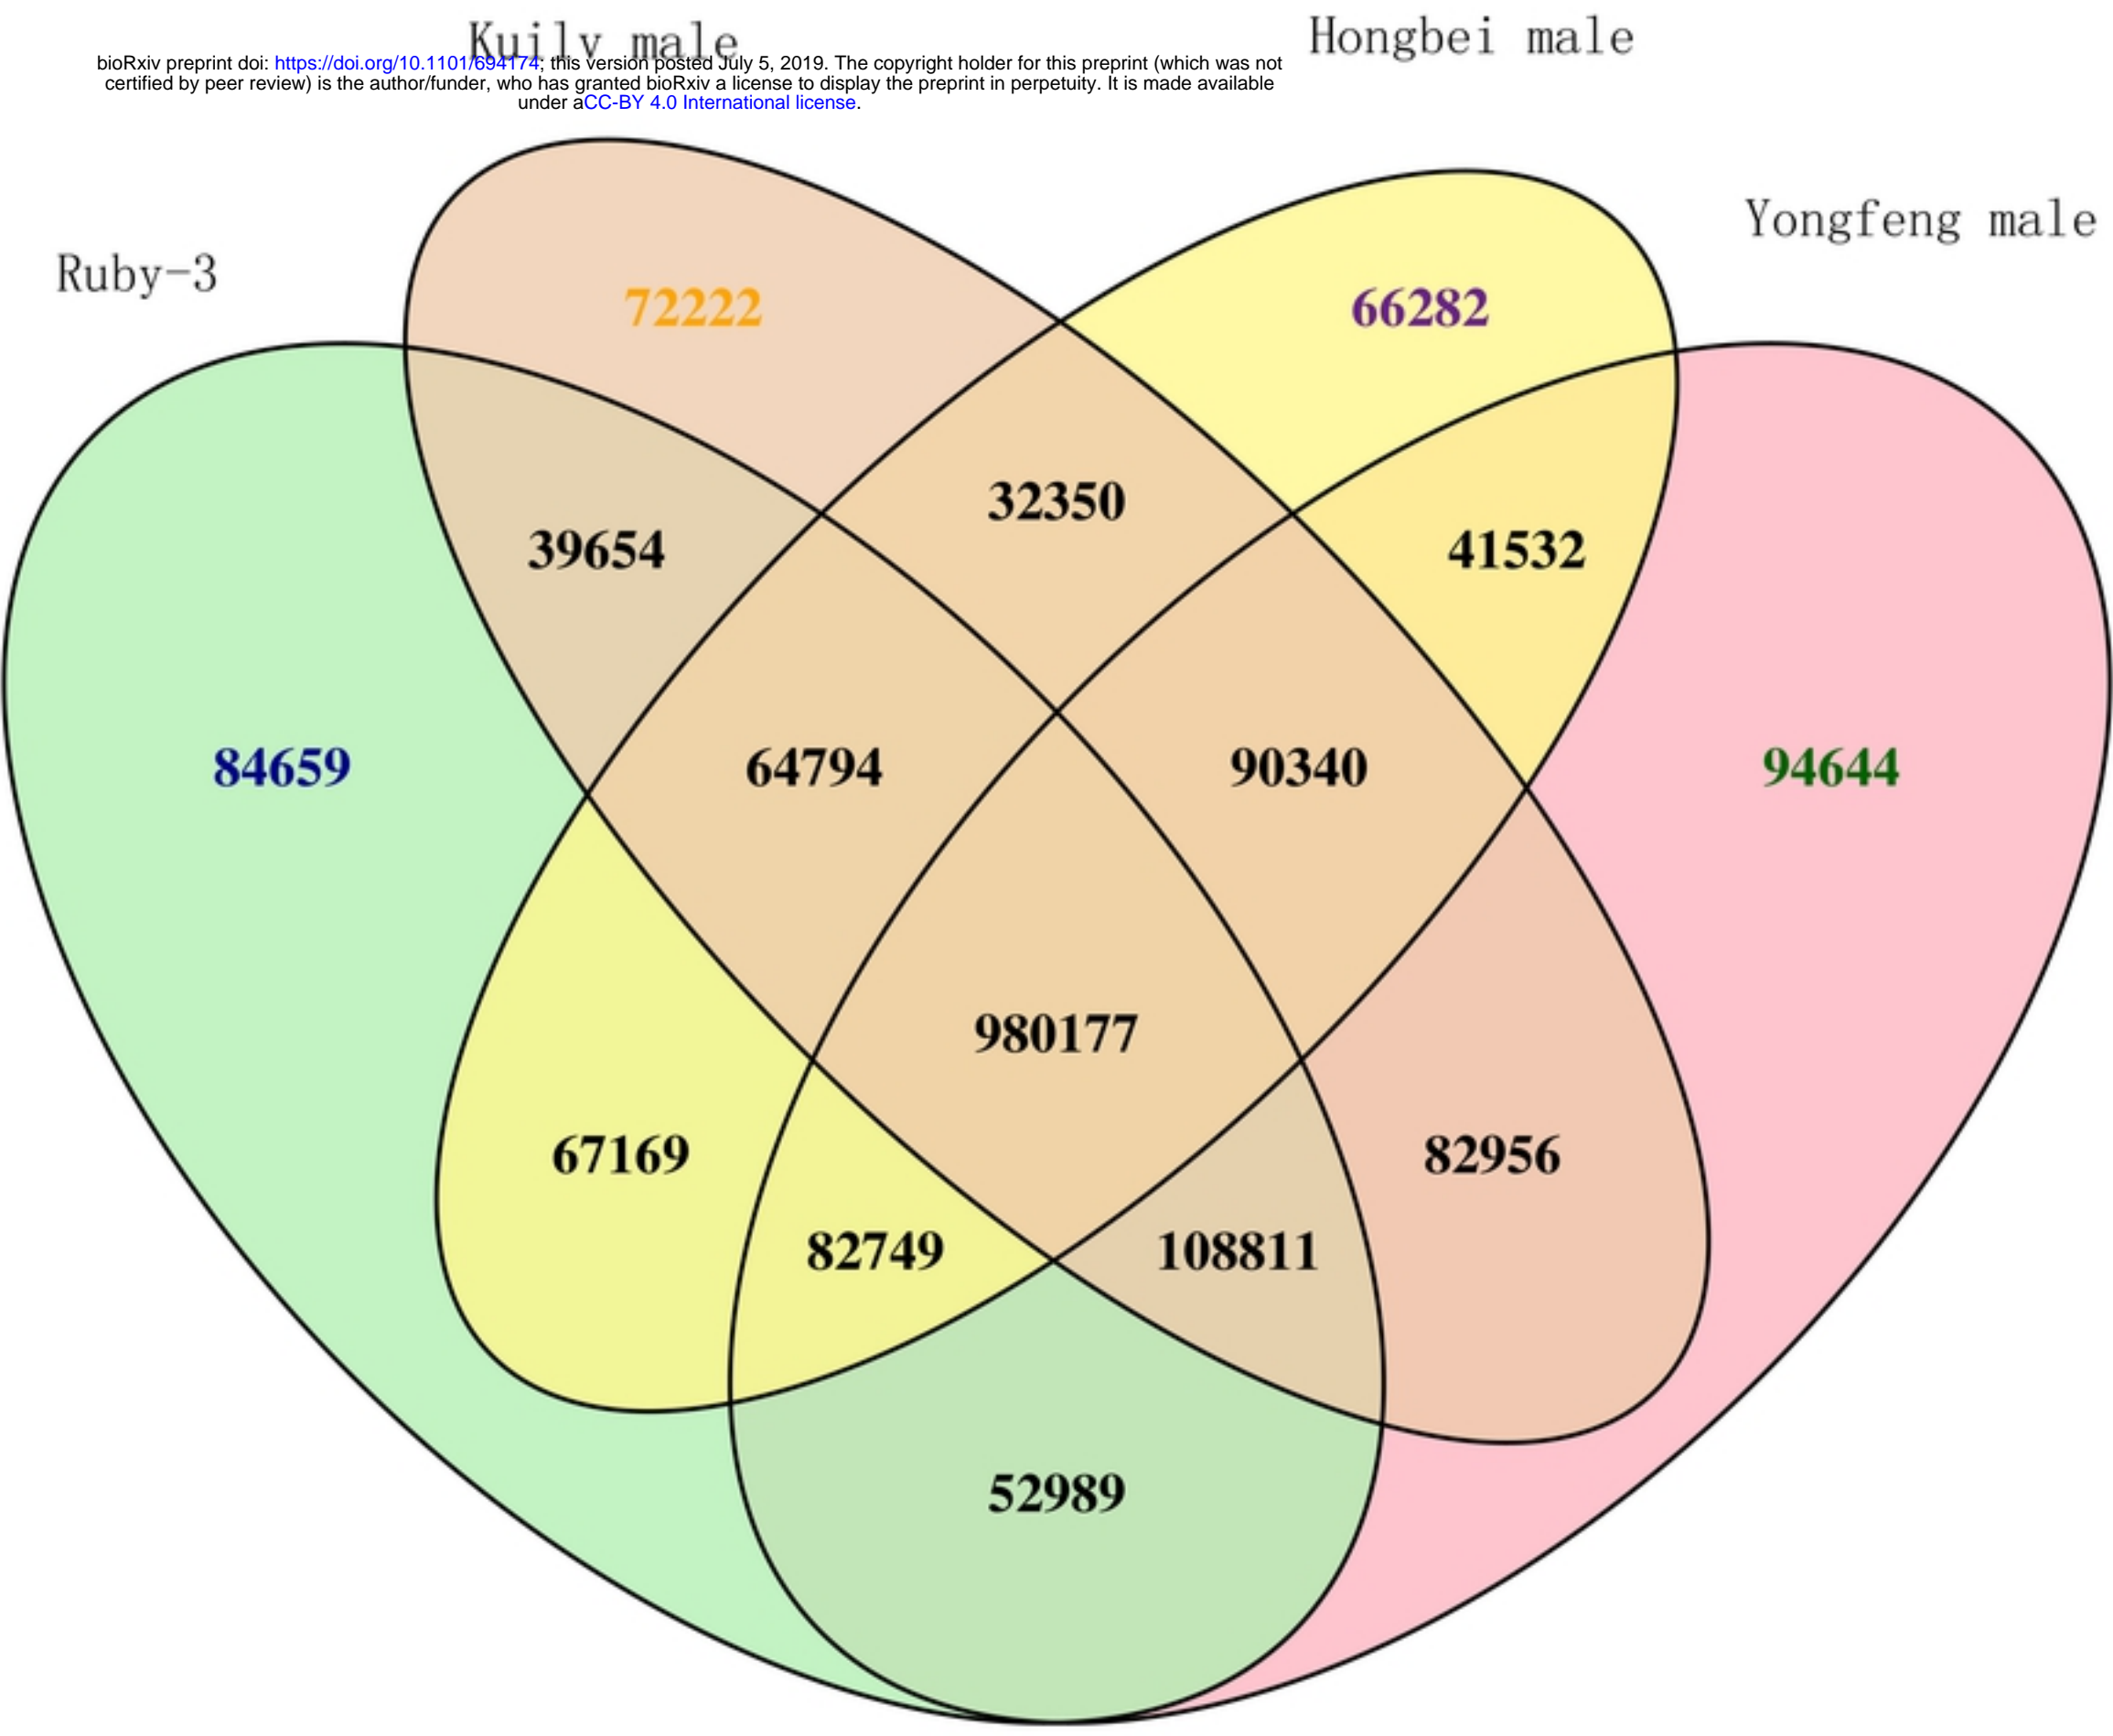 Kuilv male
Hongbei male
bioRxiv preprint doi: https://doi.org/10.1101/694174; this version posted July 5, 2019. The copyright holder for this preprint (which was not
certified by peer review) is the author/funder, who has granted bioRxiv a license to display the preprint in perpetuity. It is made available
under aCC-BY 4.0 International license.
Yongfeng male
Ruby-3
72222
66282
32350
39654
41532
84659
64794
90340
94644
980177
67169
82956
82749
108811
52989